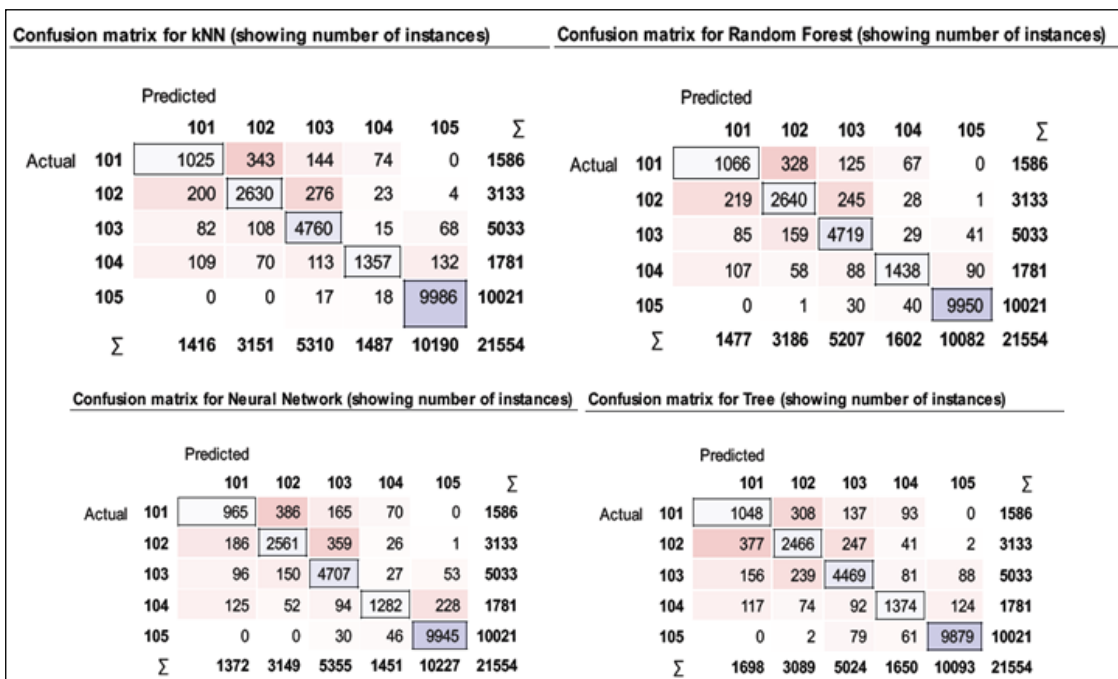 Confusion matrix for kNN (showing number of instances)
Predicted
101 102 103 104 105 Σ
Actual 101 1025 343 144 74 0 1586
102 200 2630 276 23 4 3133
103 82 108 4760 15 68 5033
104 109 70 113 1357 132 1781
105 0 0 17 18 9986 10021
Σ 1416 3151 5310 1487 10190 21554
Confusion matrix for Random Forest (showing number of instances)
Predicted
101 102 103 104 105 Σ
Actual 101 1066 328 125 67 0 1586
102 219 2640 245 28 1 3133
103 85 159 4719 29 41 5033
104 107 58 88 1438 90 1781
105 0 1 30 40 9950 10021
Σ 1477 3186 5207 1602 10082 21554
Confusion matrix for Neural Network (showing number of instances)
Predicted
101 102 103 104 105 Σ
Actual 101 965 386 165 70 0 1586
102 186 2561 359 26 1 3133
103 96 150 4707 27 53 5033
104 125 52 94 1282 228 1781
105 0 0 30 46 9945 10021
Σ 1372 3149 5355 1451 10227 21554
Confusion matrix for Tree (showing number of instances)
Predicted
101 102 103 104 105 Σ
Actual 101 1048 308 137 93 0 1586
102 377 2466 247 41 2 3133
103 156 239 4469 81 88 5033
104 117 74 92 1374 124 1781
105 0 2 79 61 9879 10021
Σ 1698 3089 5024 1650 10093 21554